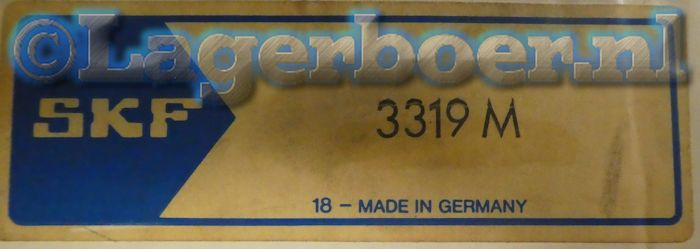 ©Lagerboer.nl
SKF
3319 M
18 – MADE IN GERMANY